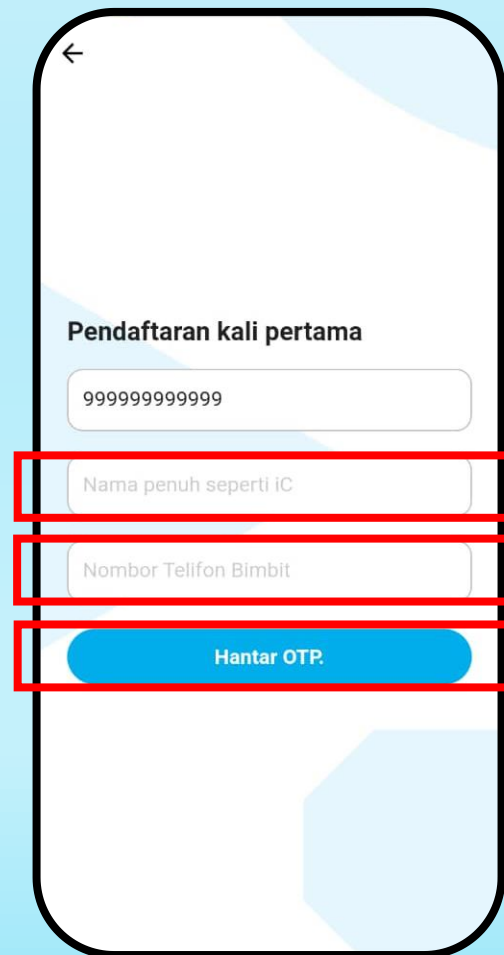 Pendaftaran kali pertama
999999999999
Nama penuh seperti iC
Nombor Telifon Bimbit
Hantar OTP.